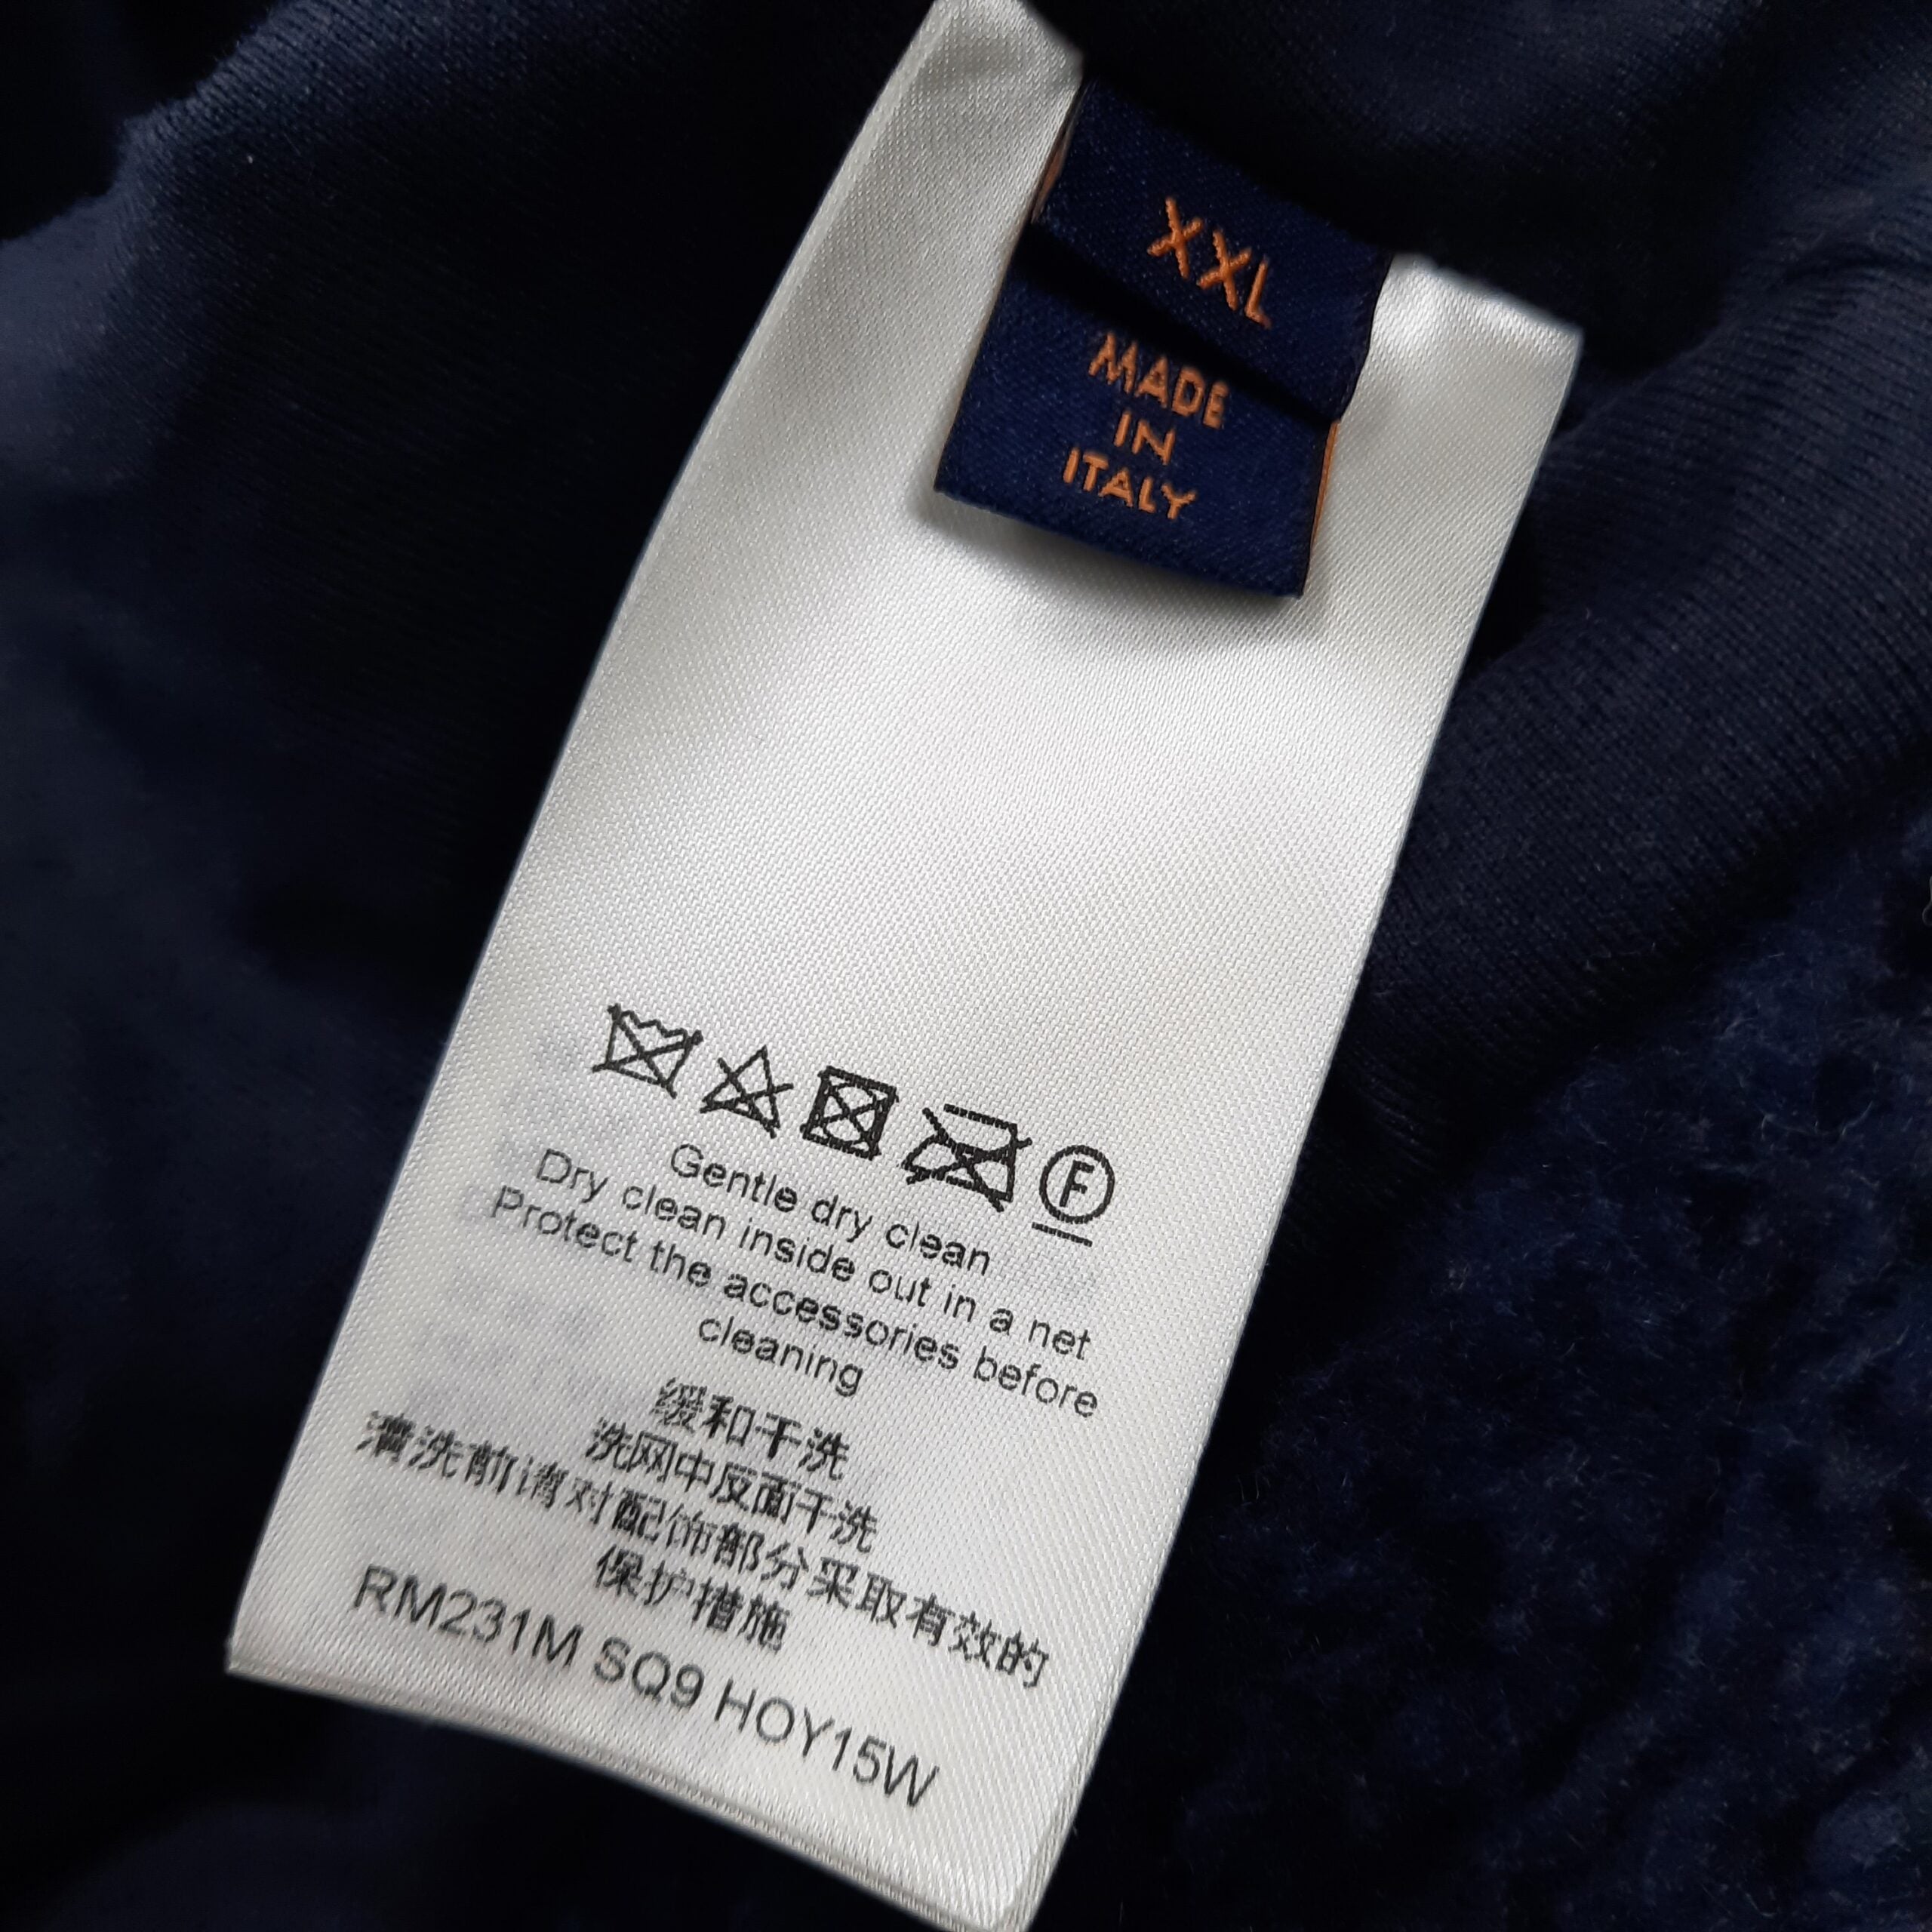 XXL
MADE
IN
ITALY
F
Gentle dry clean
Dry clean inside out in a net
Protect the accessories before
cleaning
缓和干洗
洗网中反面干洗
清洗前请对配饰部分采取有效的
保护措施
RM231M SQ9 HOY15W